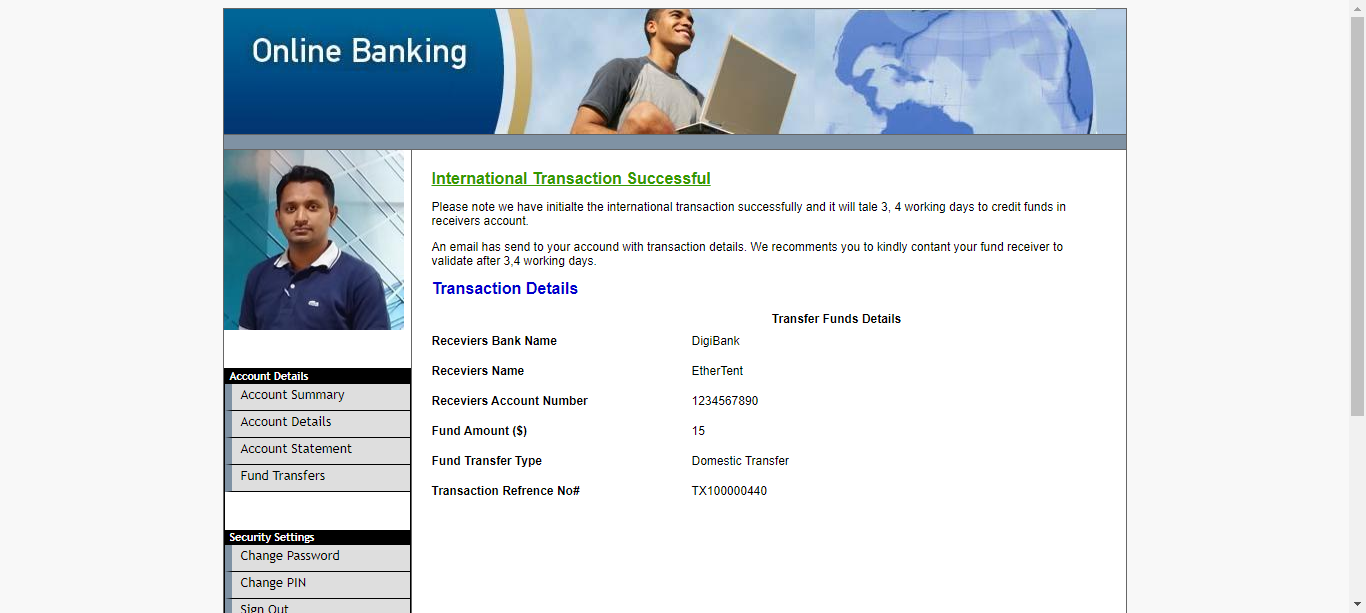 Online Banking
International Transaction Successful
Please note we have initialte the international transaction successfully and it will tale 3, 4 working days to credit funds in
receivers account.
An email has send to your accound with transaction details. We recomments you to kindly contant your fund receiver to
validate after 3,4 working days.
Transaction Details
Transfer Funds Details
Receviers Bank Name DigiBank
Receviers Name EtherTent
Receviers Account Number 1234567890
Fund Amount ($) 15
Fund Transfer Type Domestic Transfer
Transaction Refrence No# TX100000440
Account Details
Account Summary
Account Details
Account Statement
Fund Transfers
Security Settings
Change Password
Change PIN
Sign Out